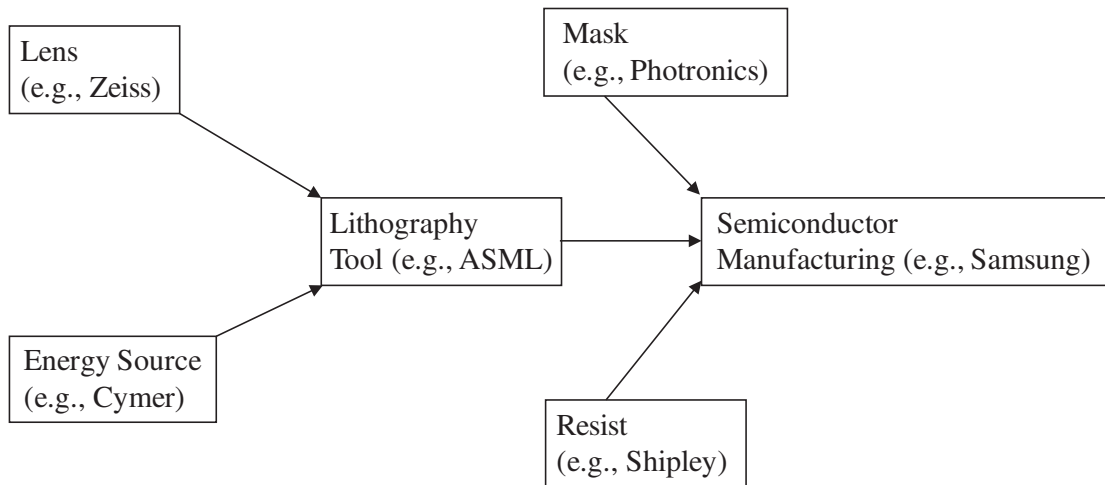 Lens
(e.g., Zeiss)
Mask
(e.g., Photronics)
Lithography
Tool (e.g., ASML)
Semiconductor
Manufacturing (e.g., Samsung)
Energy Source
(e.g., Cymer)
Resist
(e.g., Shipley)